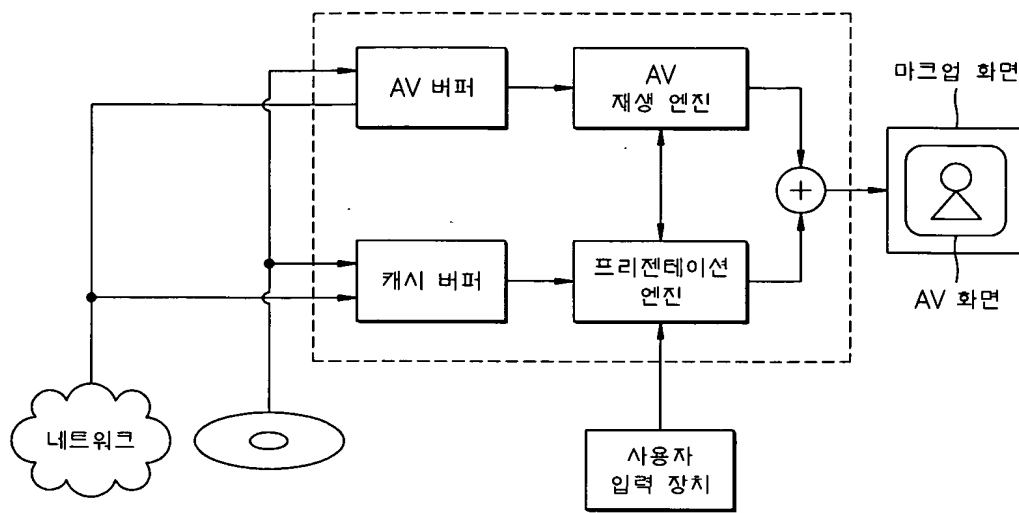 마크업 화면
AV 버퍼
AV
재생 엔진
+
캐시 버퍼
프리젠테이션
엔진
AV 화면
네트워크
사용자
입력 장치